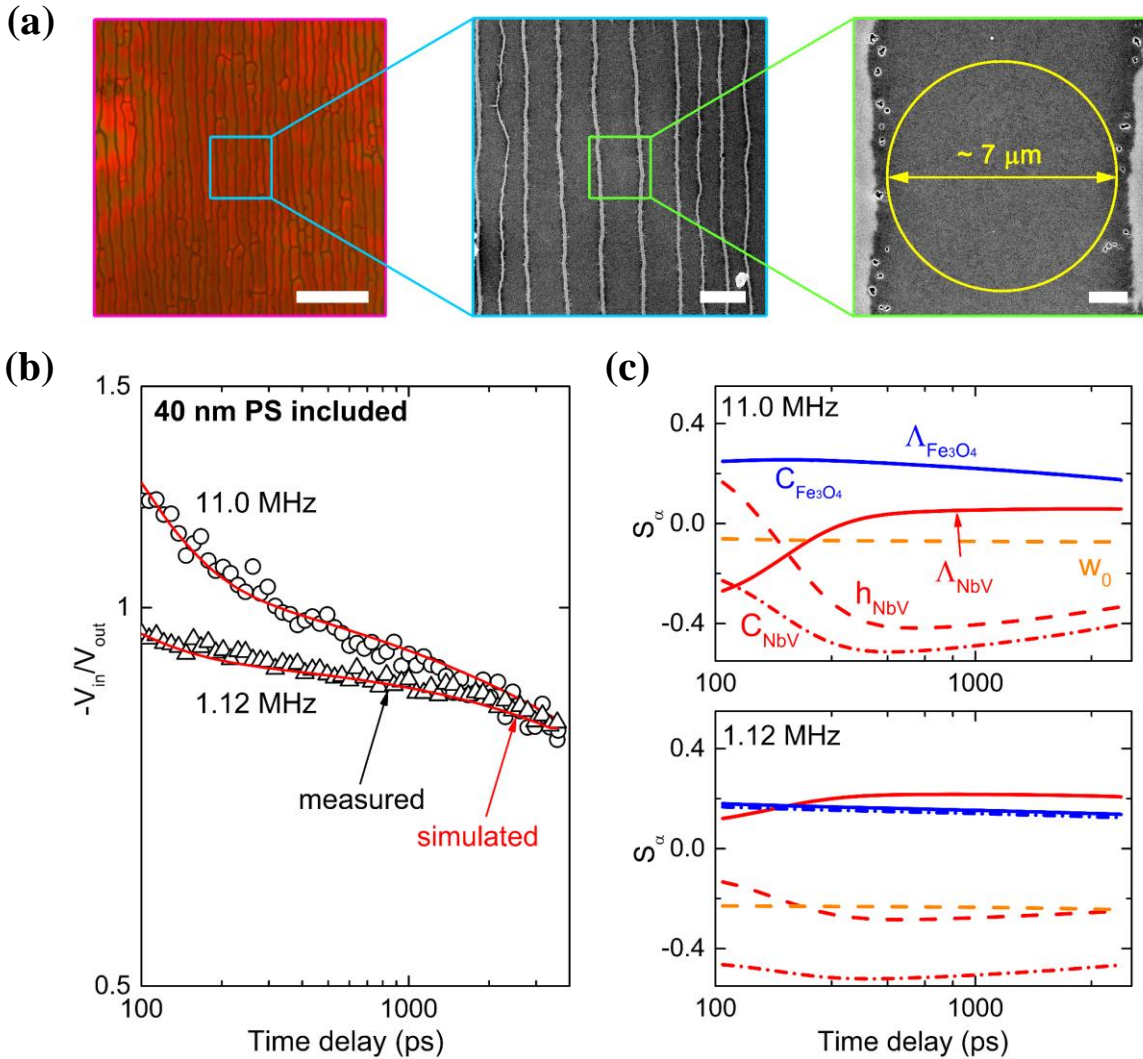 (a)
~ 7 μm
(b)
1.5
40 nm PS included
11.0 MHz
1
1.12 MHz
measured
simulated
0.5
-V_in/V_out
100
1000
Time delay (ps)
(c)
11.0 MHz
0.4
Λ_Fe₃O₄
C_Fe₃O₄
0.0
S_α
Λ_NbV
w₀
h_NbV
C_NbV
-0.4
100
1000
1.12 MHz
0.4
0.0
S_α
-0.4
100
1000
Time delay (ps)